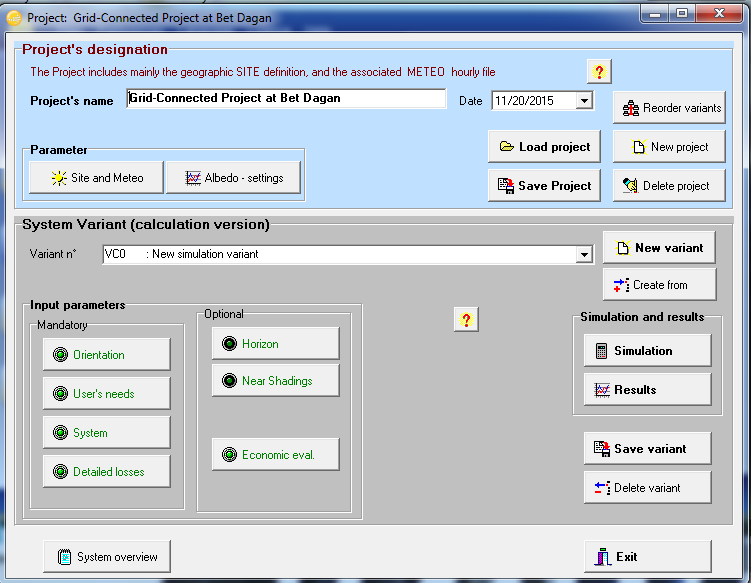 Project: Grid-Connected Project at Bet Dagan
Project's designation
The Project includes mainly the geographic SITE definition, and the associated METEO hourly file
?
Project's name
Grid-Connected Project at Bet Dagan
Date
11/20/2015
Reorder variants
Load project
New project
Parameter
Site and Meteo
Albedo - settings
Save Project
Delete project
System Variant (calculation version)
Variant n°
VC0 : New simulation variant
New variant
Create from
Input parameters
Mandatory
Orientation
User's needs
System
Detailed losses
Optional
Horizon
Near Shadings
Economic eval.
?
Simulation and results
Simulation
Results
Save variant
Delete variant
System overview
Exit